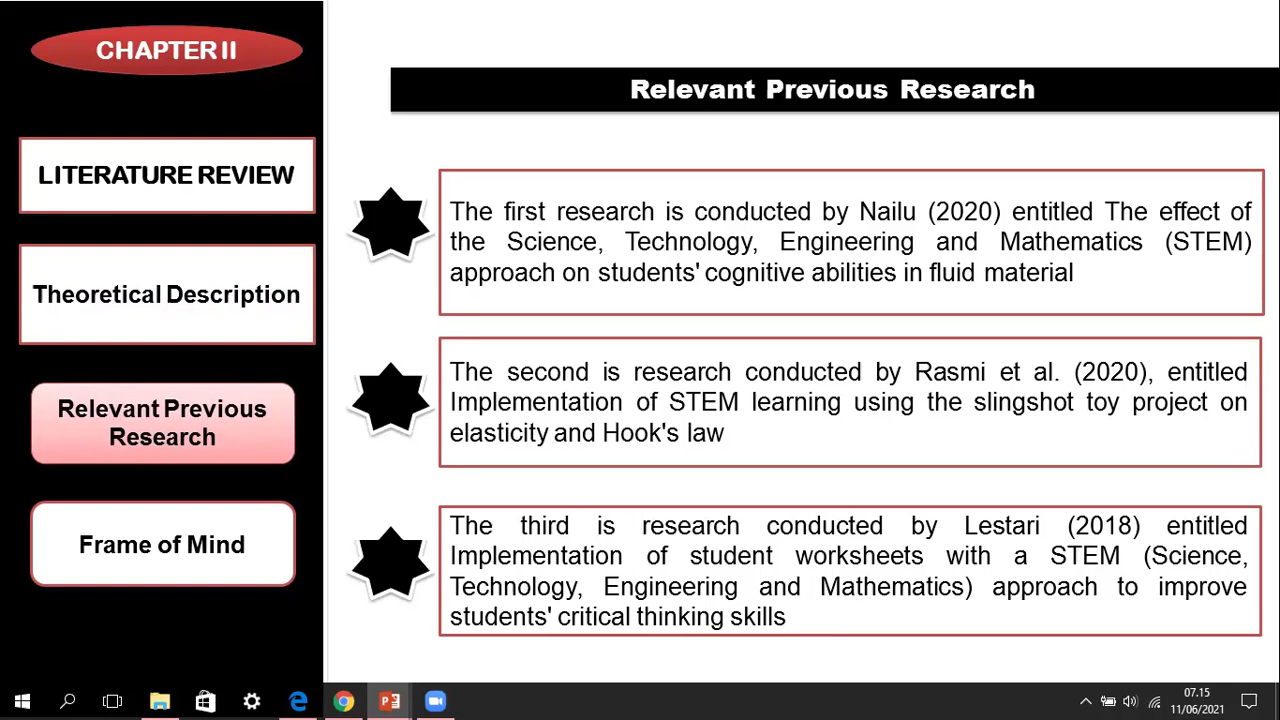 CHAPTER II
LITERATURE REVIEW
Theoretical Description
Relevant Previous
Research
Frame of Mind
Relevant Previous Research
The first research is conducted by Nailu (2020) entitled The effect of
the Science, Technology, Engineering and Mathematics (STEM)
approach on students' cognitive abilities in fluid material
The second is research conducted by Rasmi et al. (2020), entitled
Implementation of STEM learning using the slingshot toy project on
elasticity and Hook's law
The third is research conducted by Lestari (2018) entitled
Implementation of student worksheets with a STEM (Science,
Technology, Engineering and Mathematics) approach to improve
students' critical thinking skills
07.15
11/06/2021